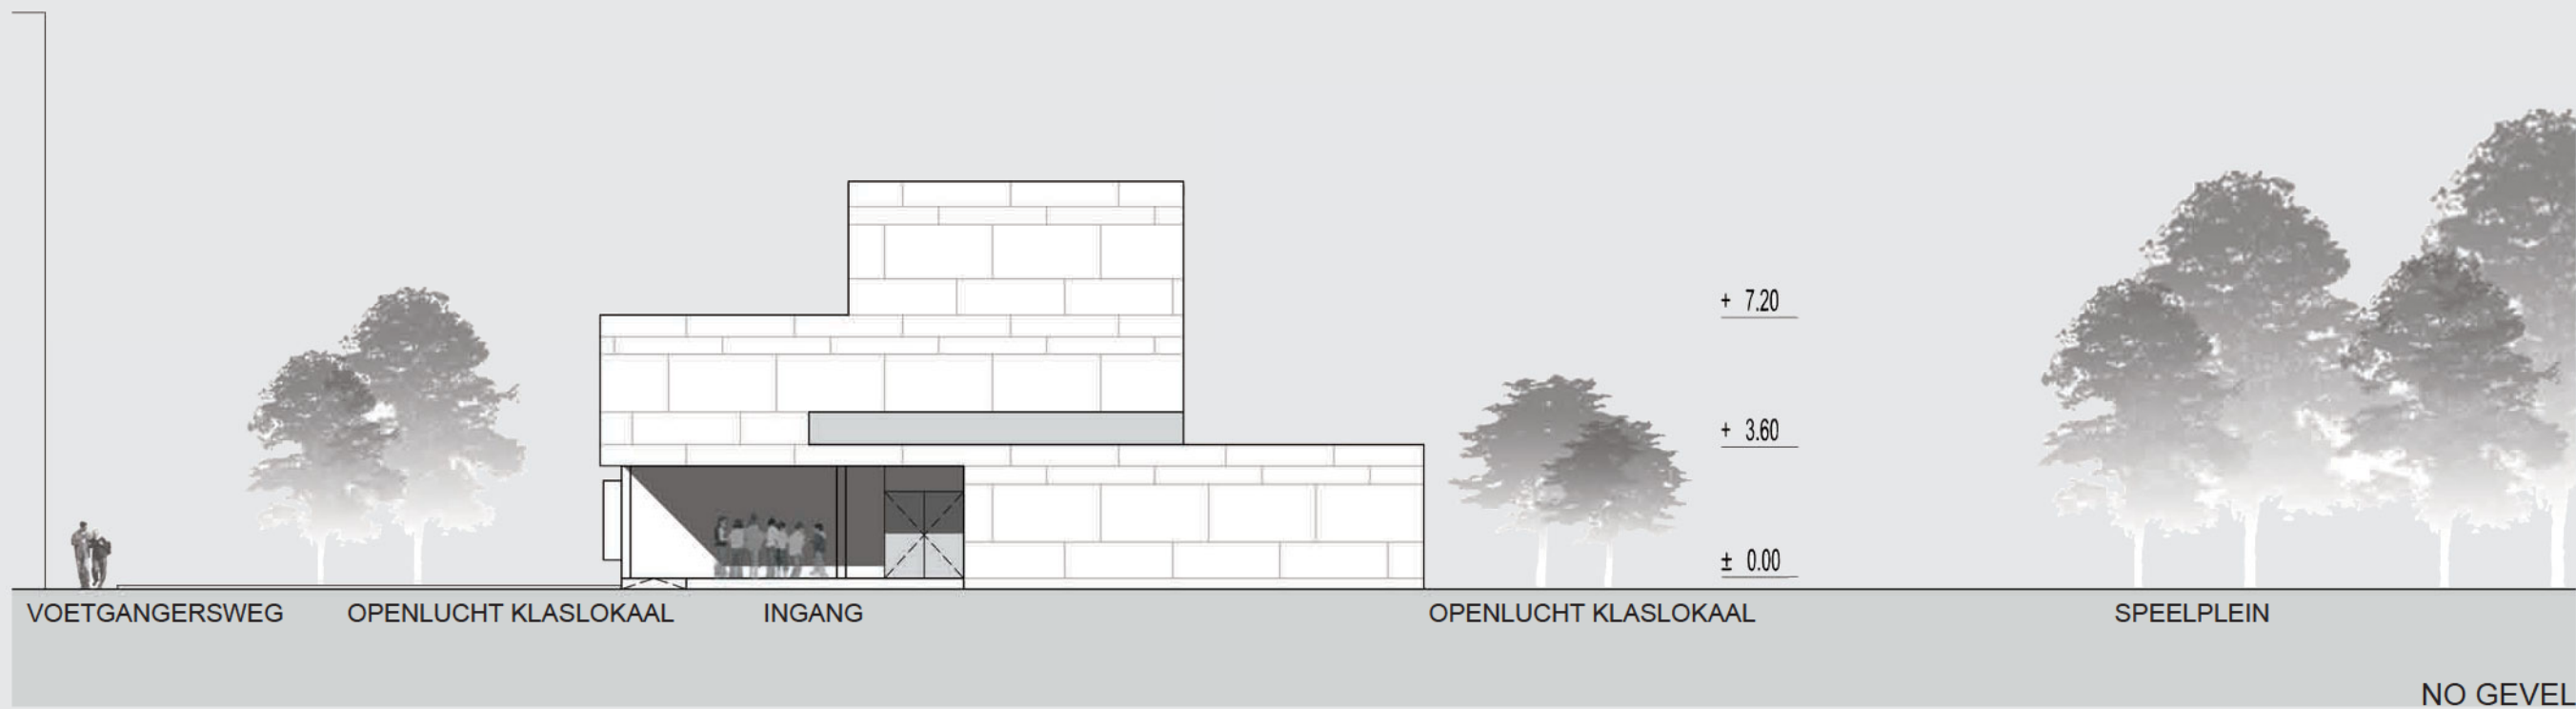 + 7.20
+ 3.60
± 0.00
VOETGANGERSWEG OPENLUCHT KLASLOKAAL INGANG OPENLUCHT KLASLOKAAL SPEELPLEIN
NO GEVEL